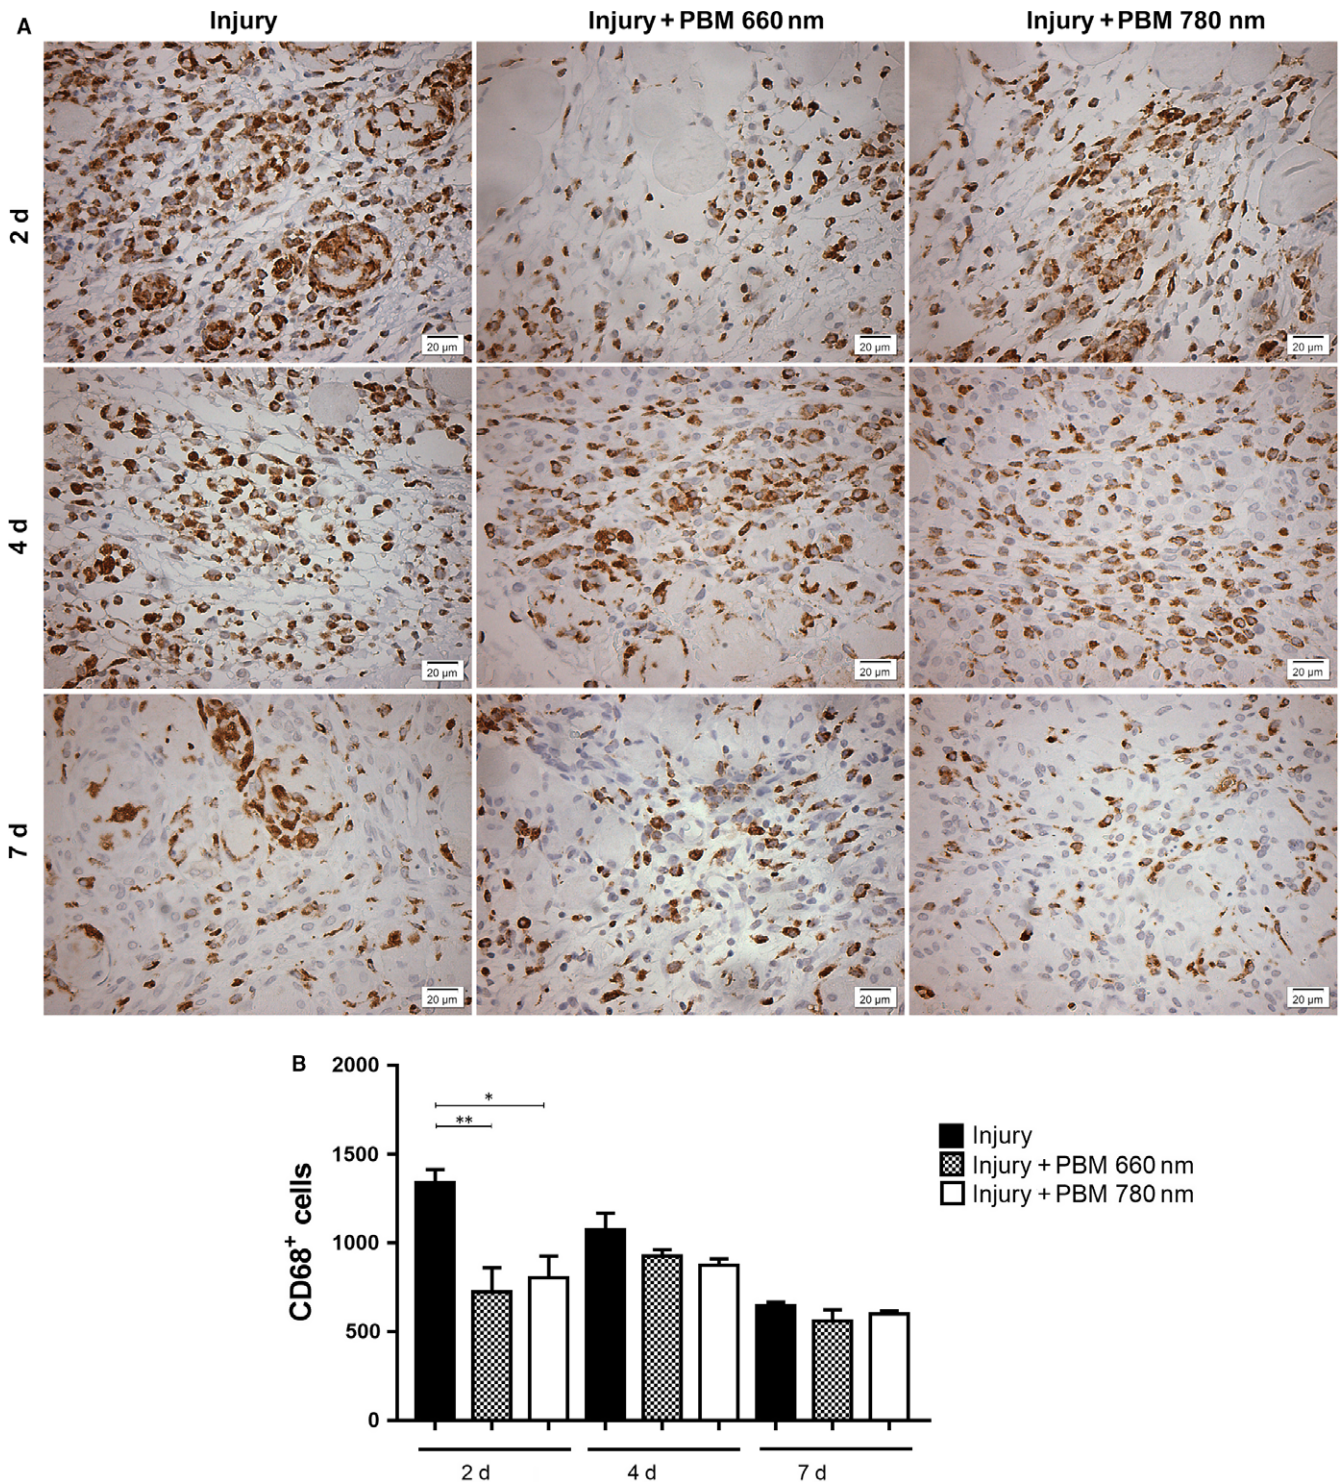 A
Injury
Injury + PBM 660 nm
Injury + PBM 780 nm
2 d
20 µm
20 µm
20 µm
4 d
20 µm
20 µm
20 µm
7 d
20 µm
20 µm
20 µm
B
CD68+ cells
2000
1500
1000
500
0
*
**
2 d
4 d
7 d
Injury
Injury + PBM 660 nm
Injury + PBM 780 nm